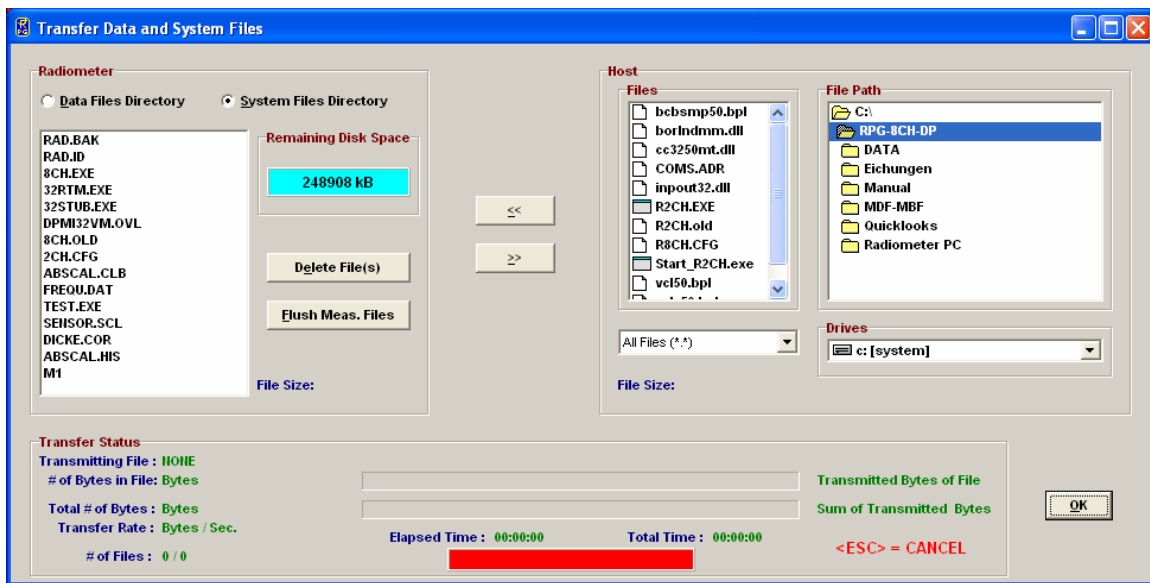 Transfer Data and System Files
Radiometer
Data Files Directory
System Files Directory
RAD.BAK
RAD.ID
8CH.EXE
32RTM.EXE
32STUB.EXE
DPMI32VM.OVL
8CH.OLD
2CH.CFG
ABSCAL.CLB
FREQU.DAT
TEST.EXE
SENSOR.SCL
DICKE.COR
ABSCAL.HIS
M1
Remaining Disk Space
248908 kB
Delete File(s)
Flush Meas. Files
File Size:
<<
>>
Host
Files
bcbsmp50.bpl
borlndmm.dll
cc3250mt.dll
COMS.ADR
inpout32.dll
R2CH.EXE
R2CH.old
R8CH.CFG
Start_R2CH.exe
vcl50.bpl
All Files (*.*)
File Size:
File Path
C:\
RPG-8CH-DP
DATA
Eichungen
Manual
MDF-MBF
Quicklooks
Radiometer PC
Drives
c: [system]
Transfer Status
Transmitting File : NONE
# of Bytes in File: Bytes
Transmitted Bytes of File
Total # of Bytes : Bytes
Sum of Transmitted Bytes
Transfer Rate : Bytes / Sec.
Elapsed Time : 00:00:00
Total Time : 00:00:00
# of Files : 0 / 0
<ESC> = CANCEL
OK